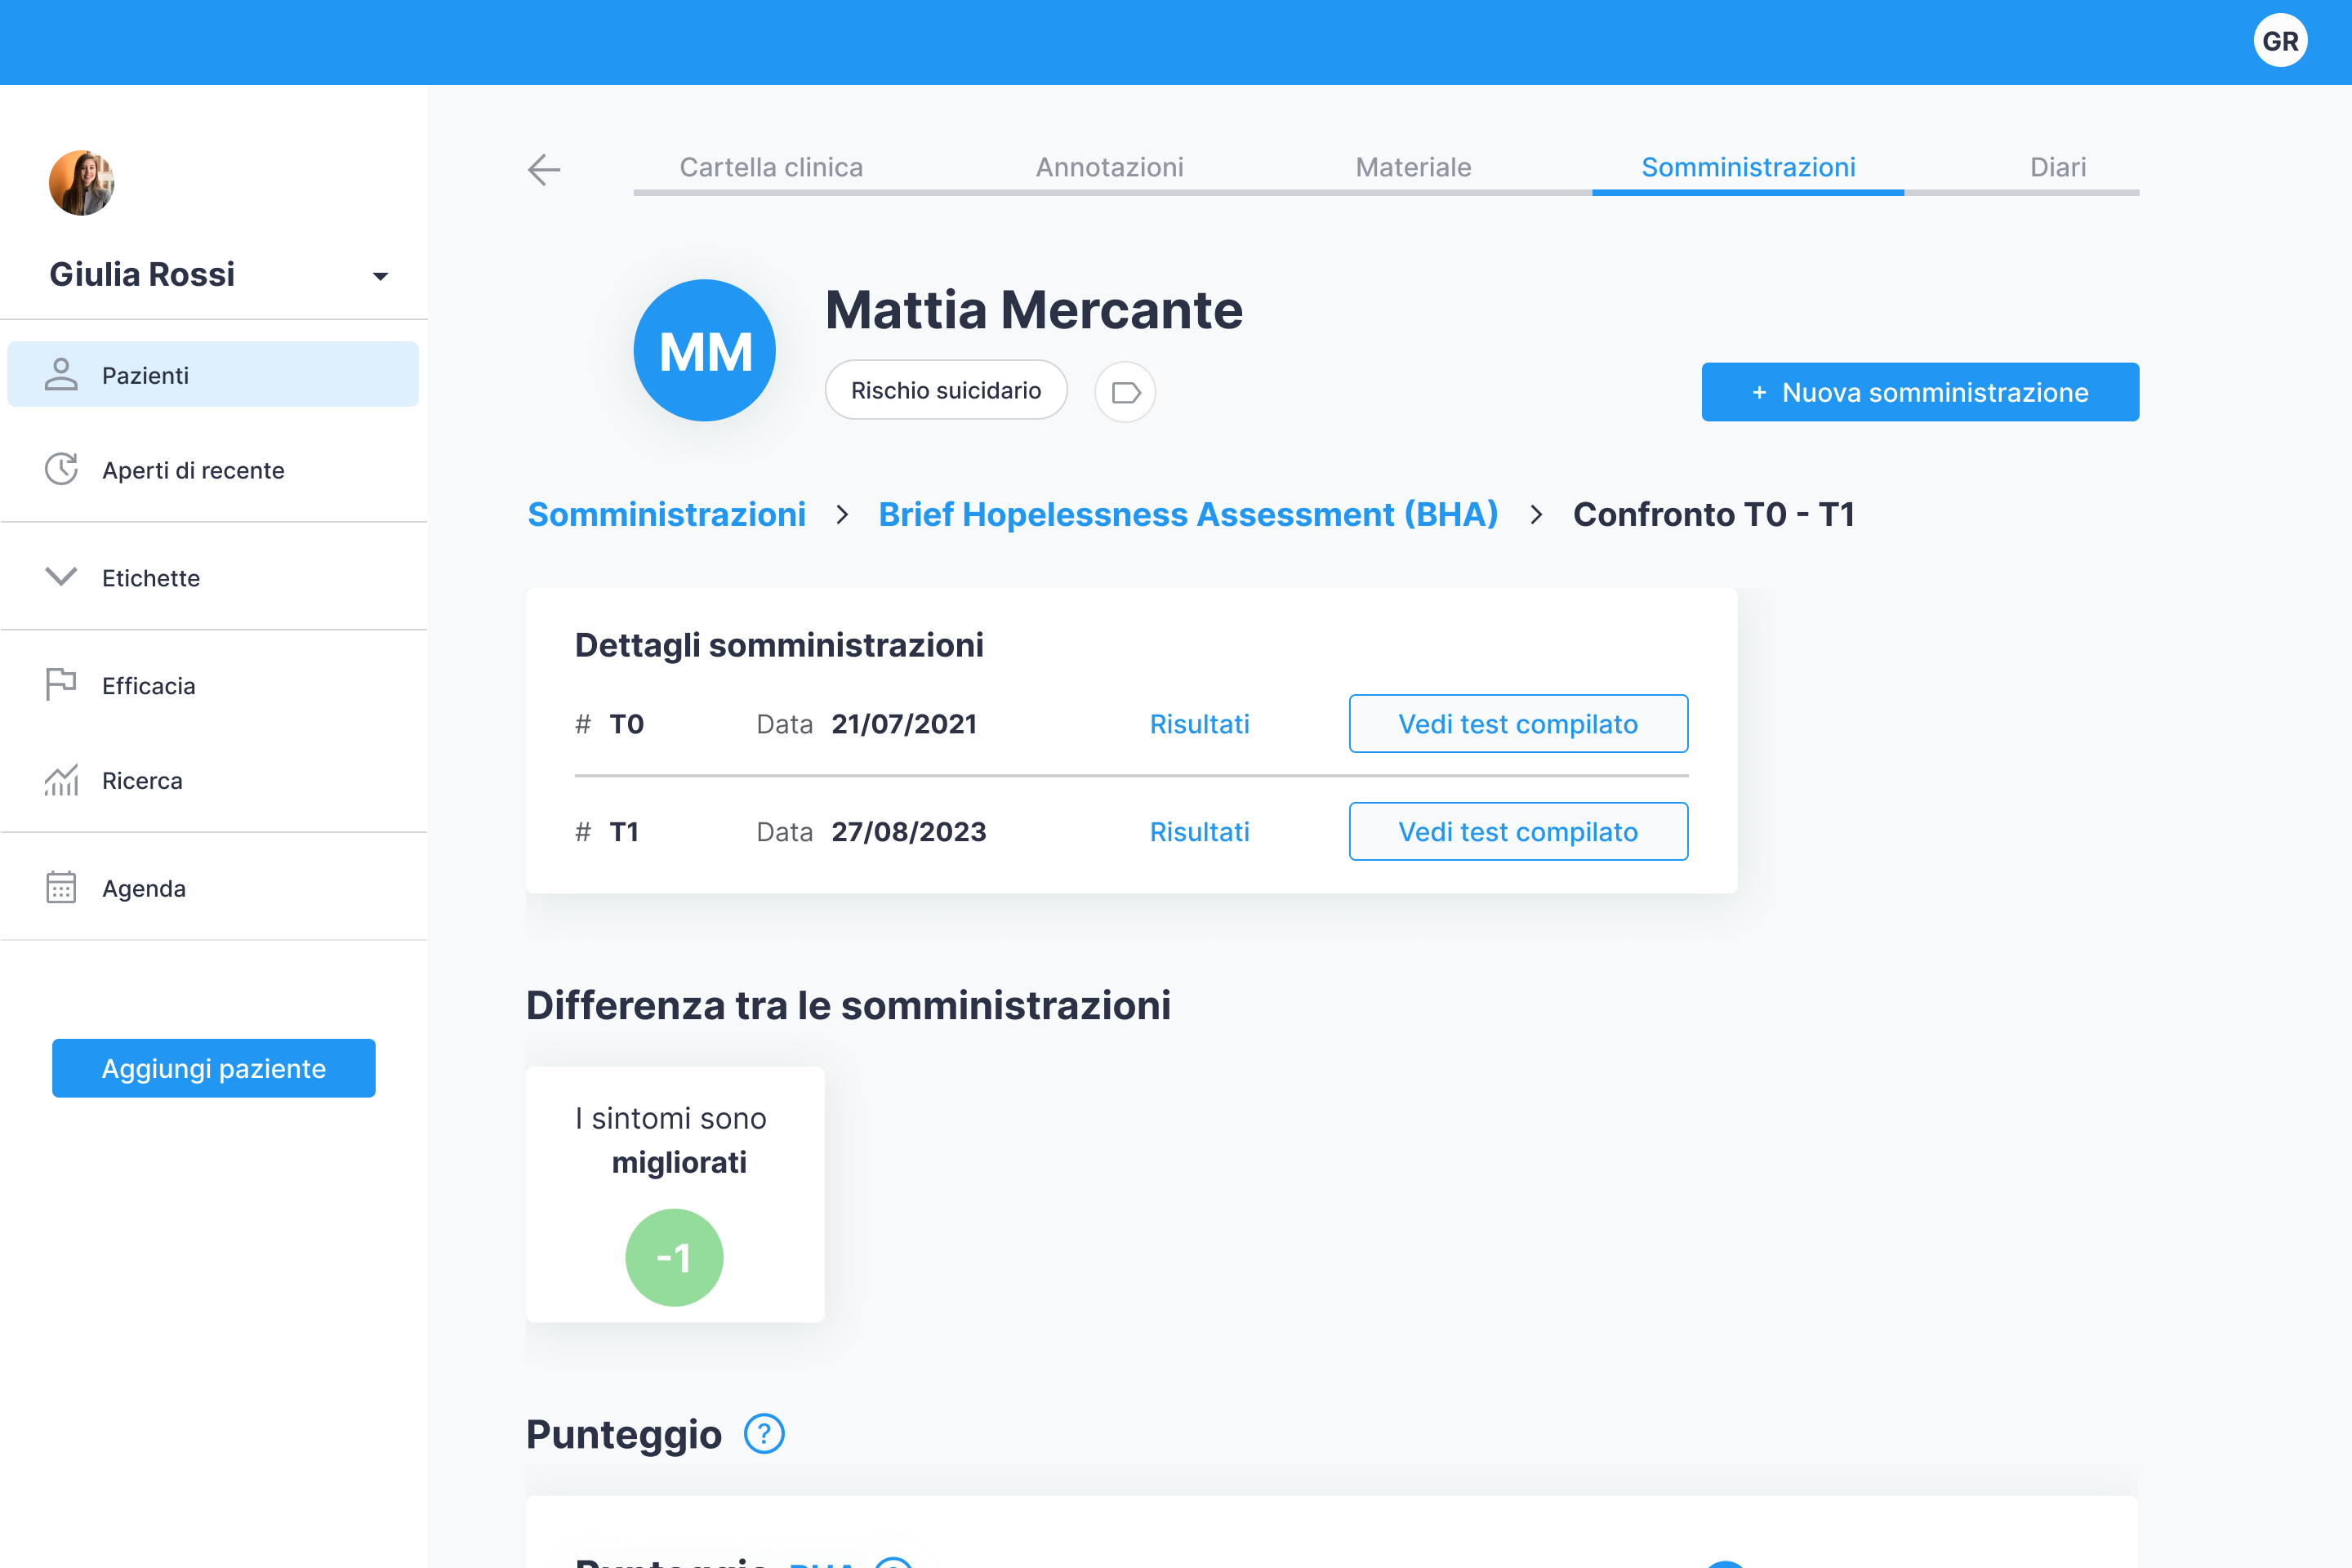 GR
Giulia Rossi
Pazienti
Aperti di recente
Etichette
Efficacia
Ricerca
Agenda
Aggiungi paziente
Cartella clinica Annotazioni Materiale Somministrazioni Diari
MM
Mattia Mercante
Rischio suicidario
+ Nuova somministrazione
Somministrazioni > Brief Hopelessness Assessment (BHA) > Confronto T0 - T1
Dettagli somministrazioni
# T0 Data 21/07/2021 Risultati Vedi test compilato
# T1 Data 27/08/2023 Risultati Vedi test compilato
Differenza tra le somministrazioni
I sintomi sono
migliorati
-1
Punteggio ?
Punteggio BHA